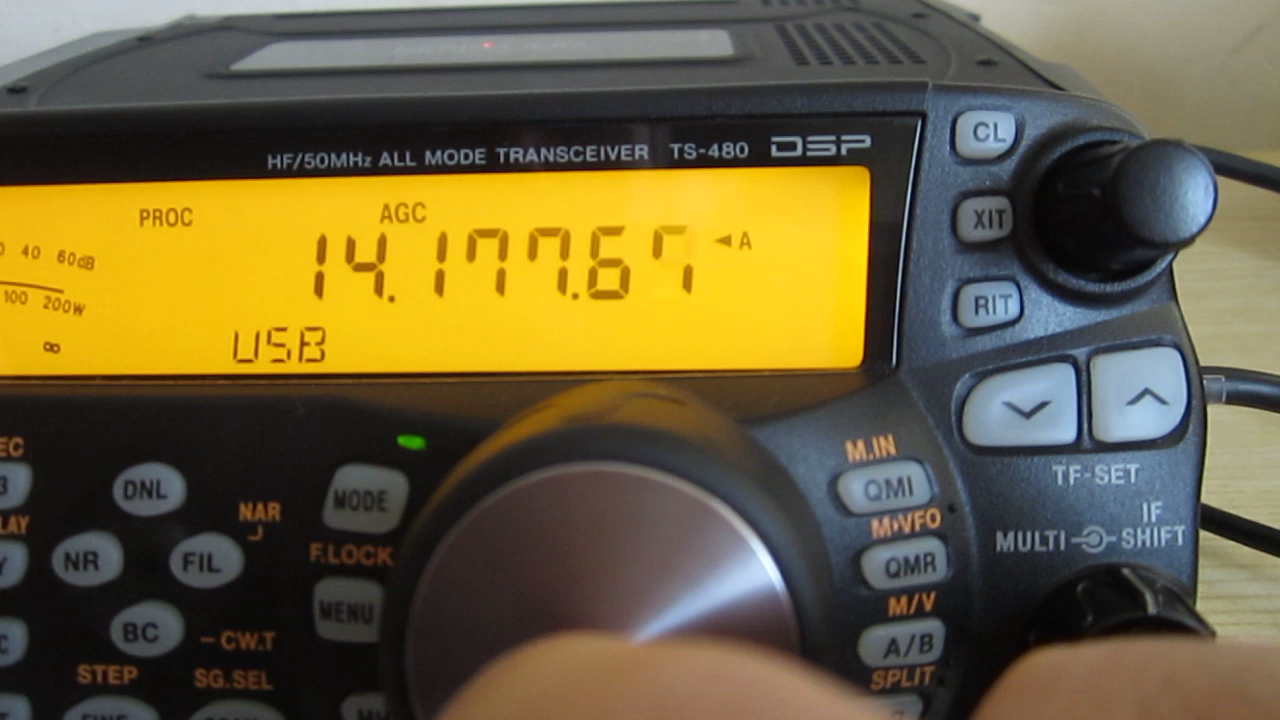 HF/50MHz ALL MODE TRANSCEIVER TS-480 DSP
CL
PROC AGC
40 60dB
14.177.67 ◄A
XIT
100 200W
∞
USB
RIT
TF-SET
M.IN
QMI
DNL
MODE
NAR
M▸VFO
IF
MULTI SHIFT
F.LOCK
NR
FIL
QMR
MENU
M/V
BC
–CW.T
A/B
STEP
SG.SEL
SPLIT
FINE